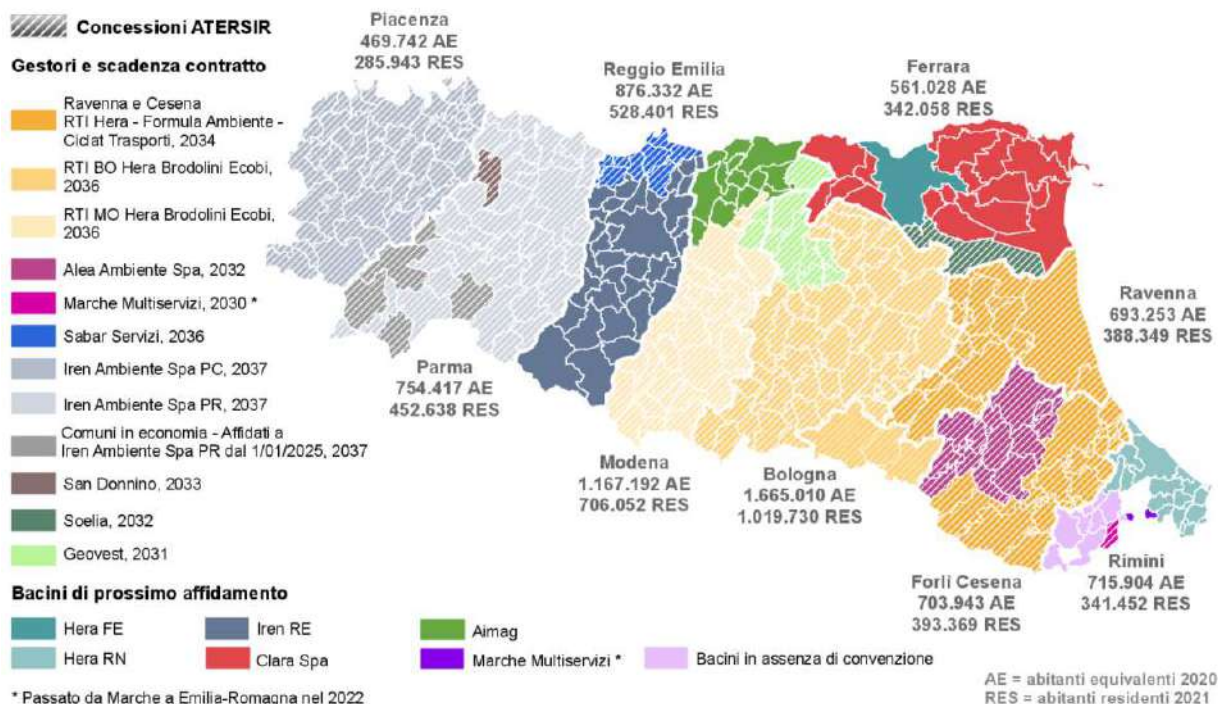 Concessioni ATERSIR
Gestori e scadenza contratto
Ravenna e Cesena
RTI Hera - Formula Ambiente -
Ciclat Trasporti, 2034
RTI BO Hera Brodolini Ecobi,
2036
RTI MO Hera Brodolini Ecobi,
2036
Alea Ambiente Spa, 2032
Marche Multiservizi, 2030 *
Sabar Servizi, 2036
Iren Ambiente Spa PC, 2037
Iren Ambiente Spa PR, 2037
Comuni in economia - Affidati a
Iren Ambiente Spa PR dal 1/01/2025, 2037
San Donnino, 2033
Soelia, 2032
Geovest, 2031
Piacenza
469.742 AE
285.943 RES
Reggio Emilia
876.332 AE
528.401 RES
Ferrara
561.028 AE
342.058 RES
Ravenna
693.253 AE
388.349 RES
Parma
754.417 AE
452.638 RES
Modena
1.167.192 AE
706.052 RES
Bologna
1.665.010 AE
1.019.730 RES
Forlì Cesena
703.943 AE
393.369 RES
Rimini
715.904 AE
341.452 RES
Bacini di prossimo affidamento
Hera FE
Iren RE
Aimag
Hera RN
Clara Spa
Marche Multiservizi *
Bacini in assenza di convenzione
* Passato da Marche a Emilia-Romagna nel 2022
AE = abitanti equivalenti 2020
RES = abitanti residenti 2021